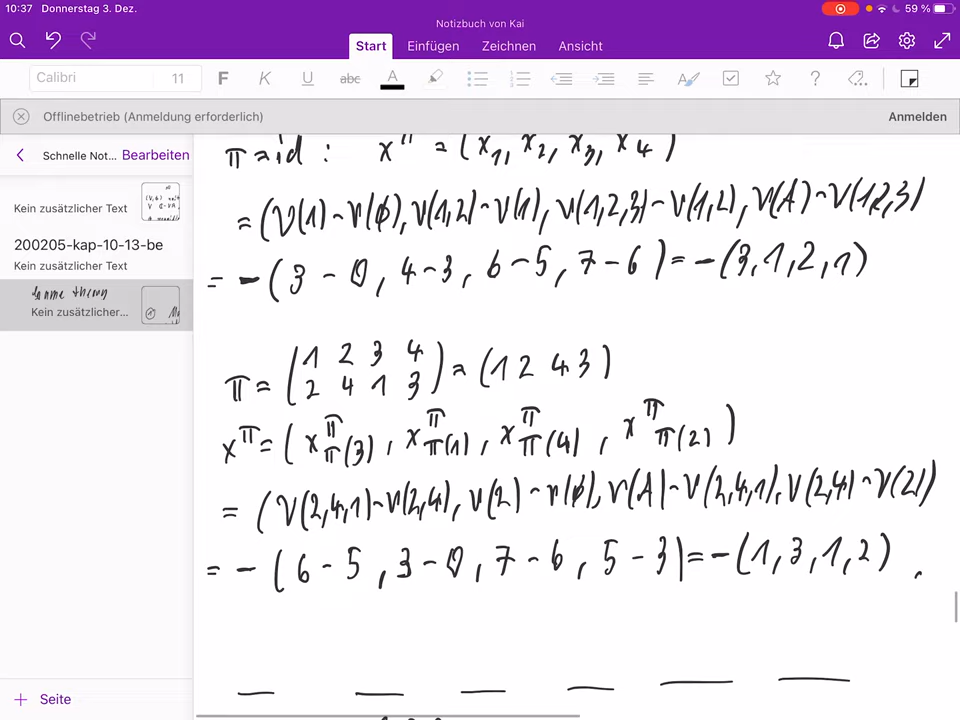 10:37 Donnerstag 3. Dez. 59 %
Notizbuch von Kai
Start Einfügen Zeichnen Ansicht
Calibri 11 F K U abc A
Offlinebetrieb (Anmeldung erforderlich) Anmelden
Schnelle Not... Bearbeiten
Kein zusätzlicher Text
200205-kap-10-13-be
Kein zusätzlicher Text
Kein zusätzlicher...
+ Seite
π = id : x^π = (x₁, x₂, x₃, x₄)
= (V(1) - V(∅), V(1,2) - V(1), V(1,2,3) - V(1,2), V(A) - V(1,2,3)
= - (3 - 0, 4 - 3, 6 - 5, 7 - 6) = - (3, 1, 2, 1)
π = (1 2 3 4
2 4 1 3) = (1 2 4 3)
x^π = (x^π_π(3), x^π_π(1), x^π_π(4), x^π_π(2))
= (V(2,4,1) - V(2,4), V(2) - V(∅), V(A) - V(2,4,1), V(2,4) - V(2))
= - (6 - 5, 3 - 0, 7 - 6, 5 - 3) = - (1, 3, 1, 2).